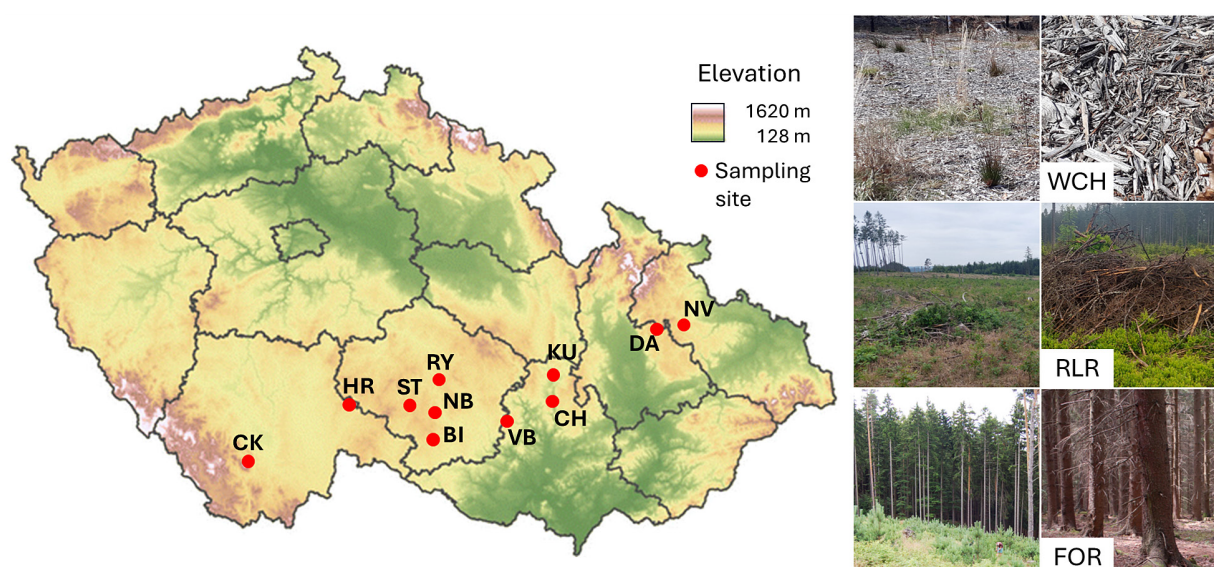 Elevation
1620 m
128 m
Sampling
site
WCH
NV
DA
KU
RY
RLR
HR
ST
NB
CH
VB
BI
CK
FOR